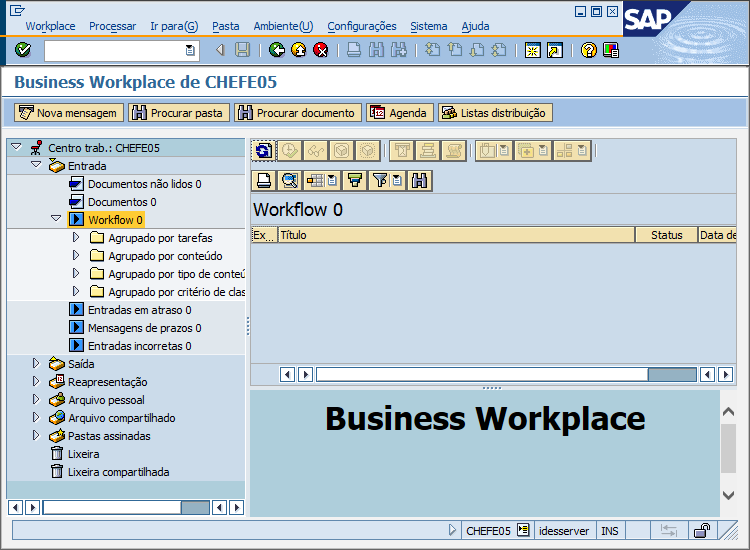 Workplace Processar Ir para(G) Pasta Ambiente(U) Configurações Sistema Ajuda
SAP
Business Workplace de CHEFE05
Nova mensagem Procurar pasta Procurar documento Agenda Listas distribuição
Centro trab.: CHEFE05
Entrada
Documentos não lidos 0
Documentos 0
Workflow 0
Agrupado por tarefas
Agrupado por conteúdo
Agrupado por tipo de conteú
Agrupado por critério de clas
Entradas em atraso 0
Mensagens de prazos 0
Entradas incorretas 0
Saída
Reapresentação
Arquivo pessoal
Arquivo compartilhado
Pastas assinadas
Lixeira
Lixeira compartilhada
Workflow 0
Ex... Título Status Data de
Business Workplace
CHEFE05 idesserver INS